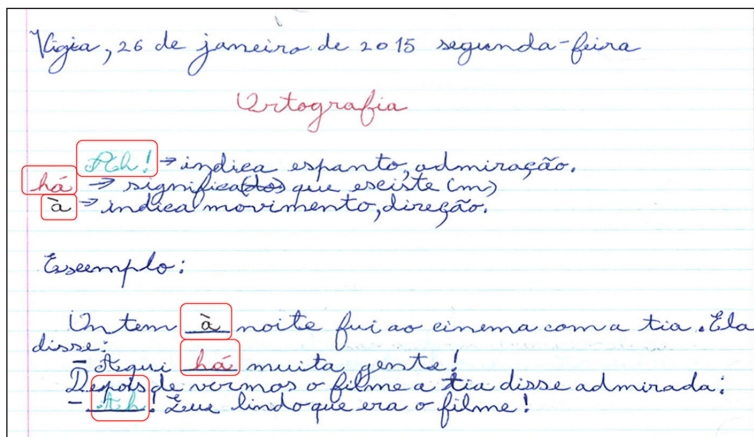 Vigia, 26 de janeiro de 2015 segunda-feira
Ortografia
Ah! → indica espanto, admiração.
há → significa(dos) que existe (m)
à → indica movimento, direção.
Exemplo:
Ontem à noite fui ao cinema com a tia. Ela
disse:
- Aqui há muita gente!
Depois de vermos o filme a tia disse admirada:
- Ah! Que lindo que era o filme!